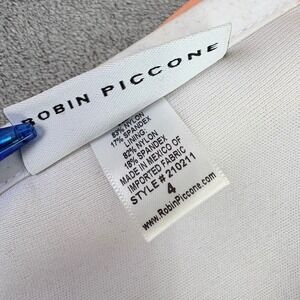 ROBIN PICCONE
83% NYLON
17% SPANDEX
LINING:
82% NYLON
18% SPANDEX
MADE IN MEXICO OF
IMPORTED FABRIC
STYLE # 210211
4
www.RobinPiccone.com